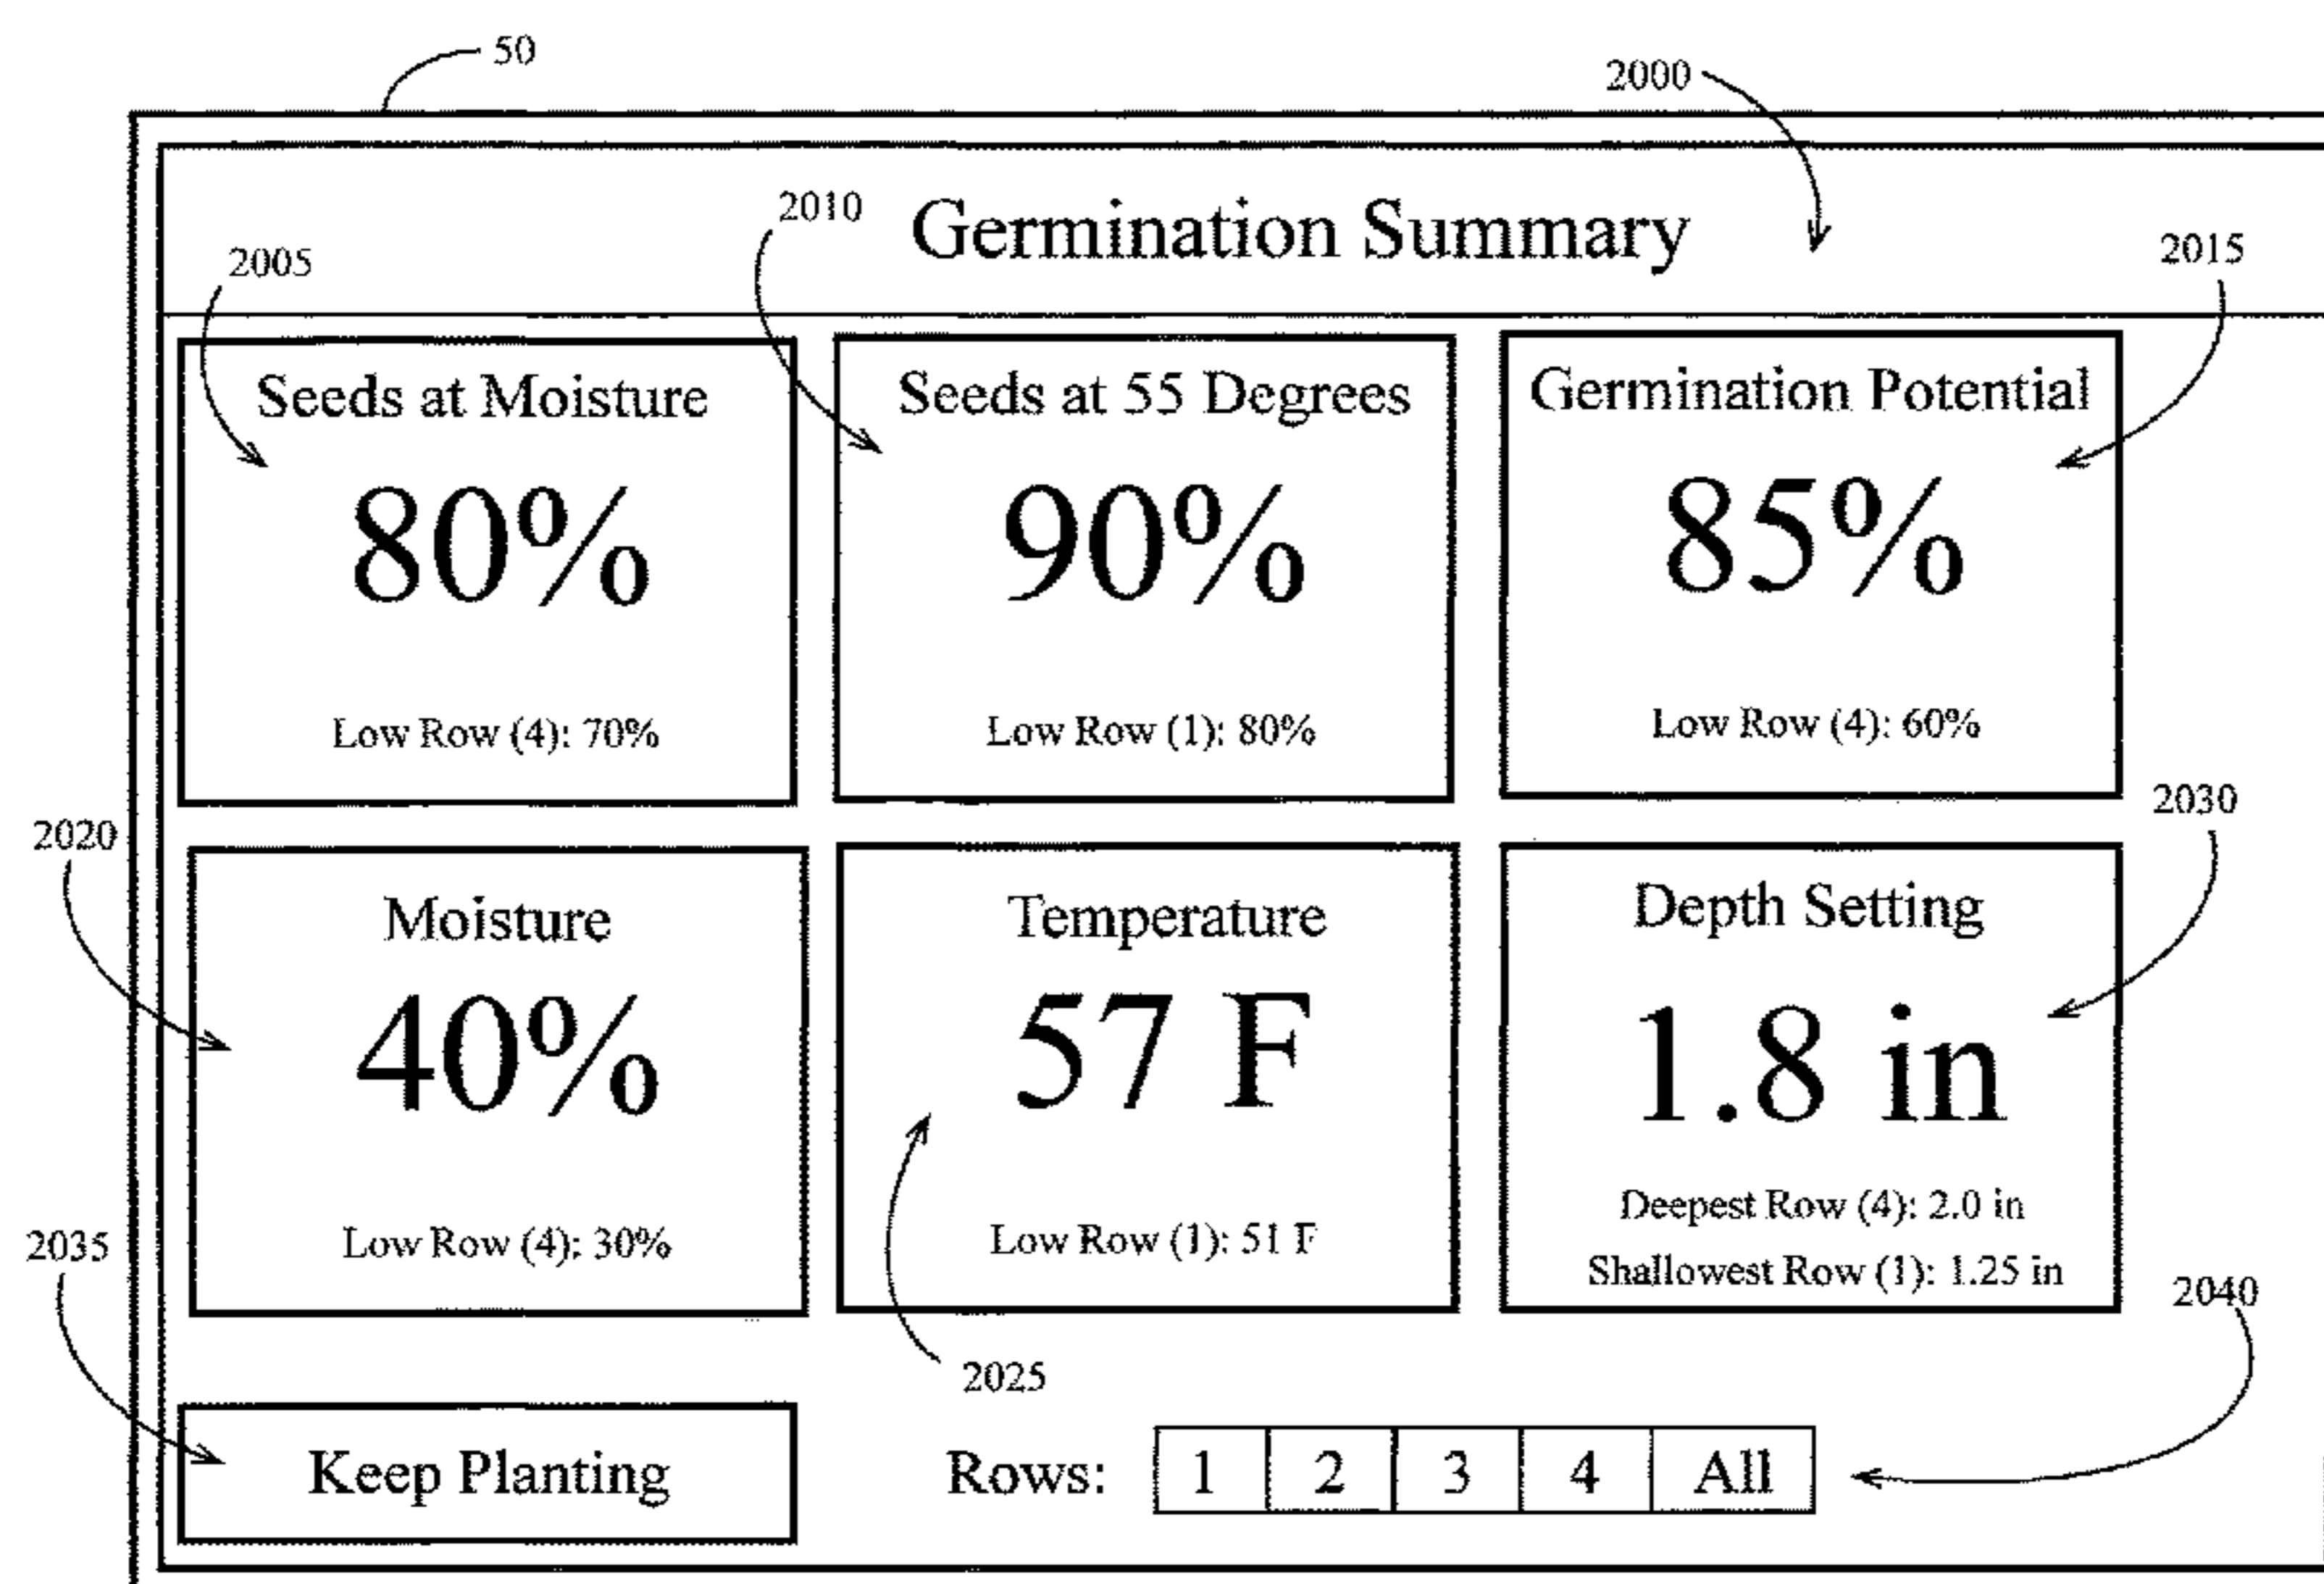 50
2000
Germination Summary
2005
2010
2015
Seeds at Moisture
80%
Low Row (4): 70%
Seeds at 55 Degrees
90%
Low Row (1): 80%
Germination Potential
85%
Low Row (4): 60%
2020
2030
Moisture
40%
Low Row (4): 30%
Temperature
57 F
Low Row (1): 51 F
Depth Setting
1.8 in
Deepest Row (4): 2.0 in
Shallowest Row (1): 1.25 in
2035
2025
2040
Keep Planting
Rows: 1 2 3 4 All